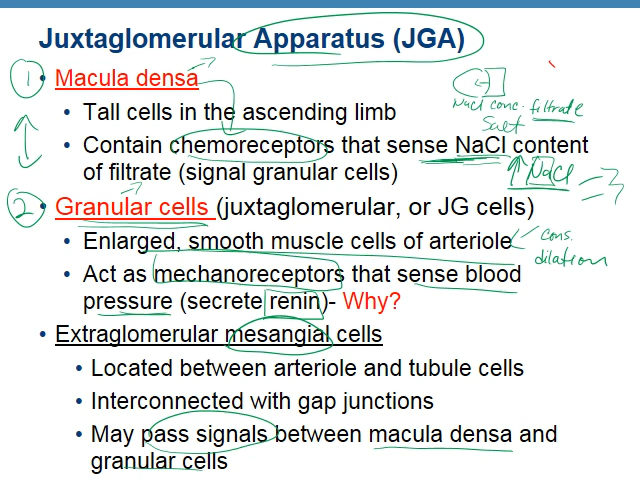 Juxtaglomerular Apparatus (JGA)
1 • Macula densa
• Tall cells in the ascending limb
NaCl conc. filtrate
Salt
• Contain chemoreceptors that sense NaCl content
of filtrate (signal granular cells)
↑ NaCl =
2 • Granular cells (juxtaglomerular, or JG cells)
• Enlarged, smooth muscle cells of arteriole
cons.
dilation
• Act as mechanoreceptors that sense blood
pressure (secrete renin)- Why?
• Extraglomerular mesangial cells
• Located between arteriole and tubule cells
• Interconnected with gap junctions
• May pass signals between macula densa and
granular cells